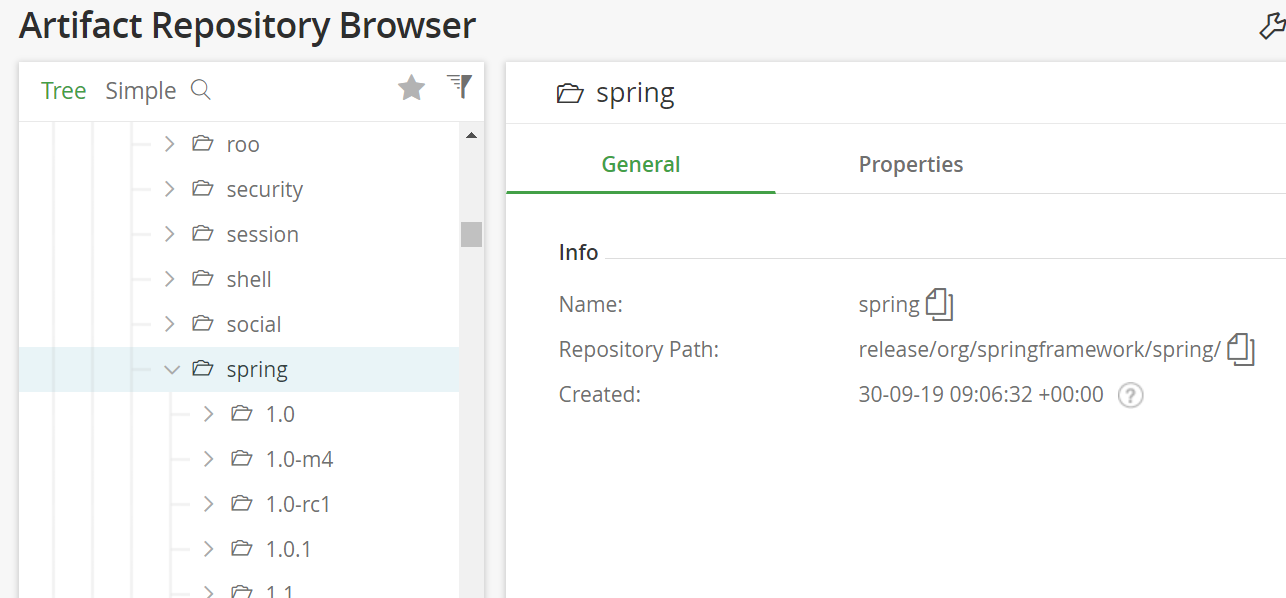 Artifact Repository Browser
Tree Simple
roo
security
session
shell
social
spring
1.0
1.0-m4
1.0-rc1
1.0.1
1.1
spring
General Properties
Info
Name: spring
Repository Path: release/org/springframework/spring/
Created: 30-09-19 09:06:32 +00:00 ?